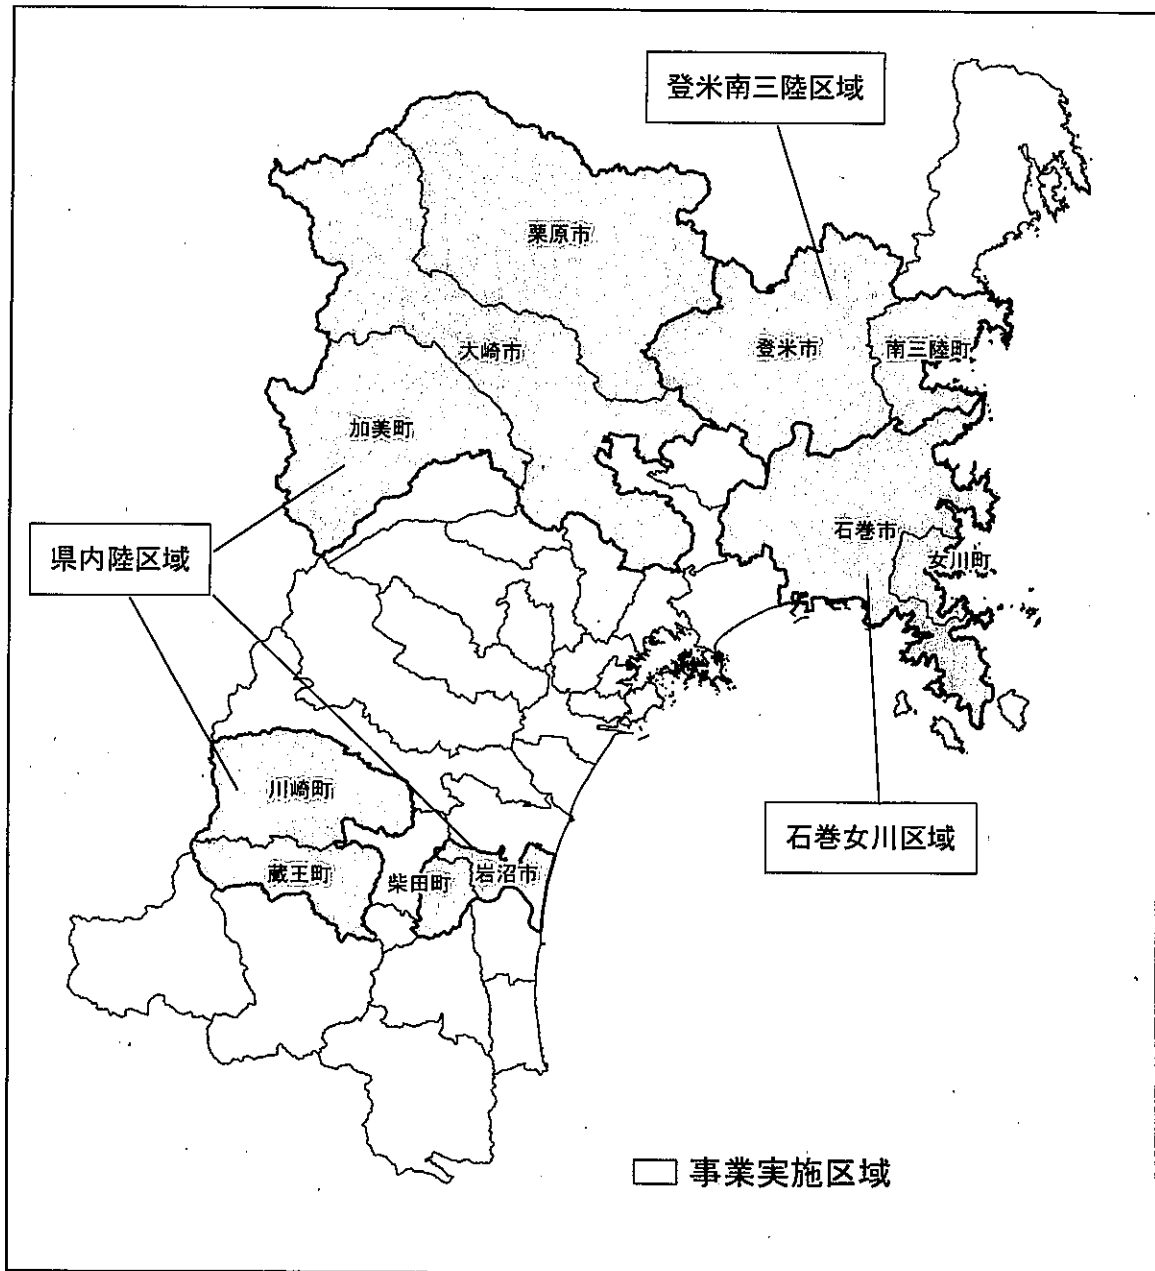 登米南三陸区域
栗原市
大崎市
登米市
南三陸町
加美町
石巻市
女川町
県内陸区域
川崎町
石巻女川区域
蔵王町
柴田町
岩沼市
事業実施区域